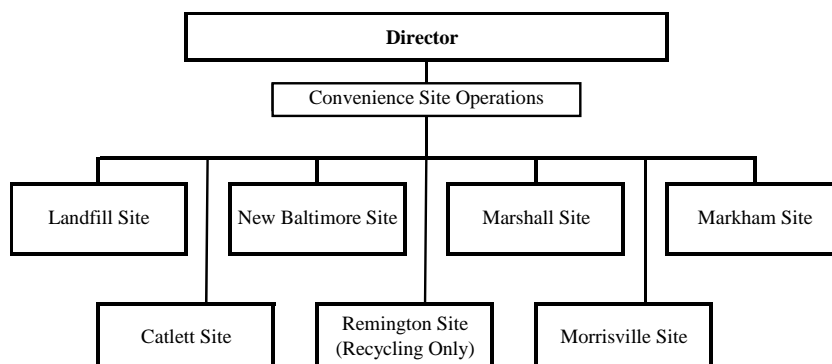 Director
Convenience Site Operations
Landfill Site
New Baltimore Site
Marshall Site
Markham Site
Catlett Site
Remington Site
(Recycling Only)
Morrisville Site